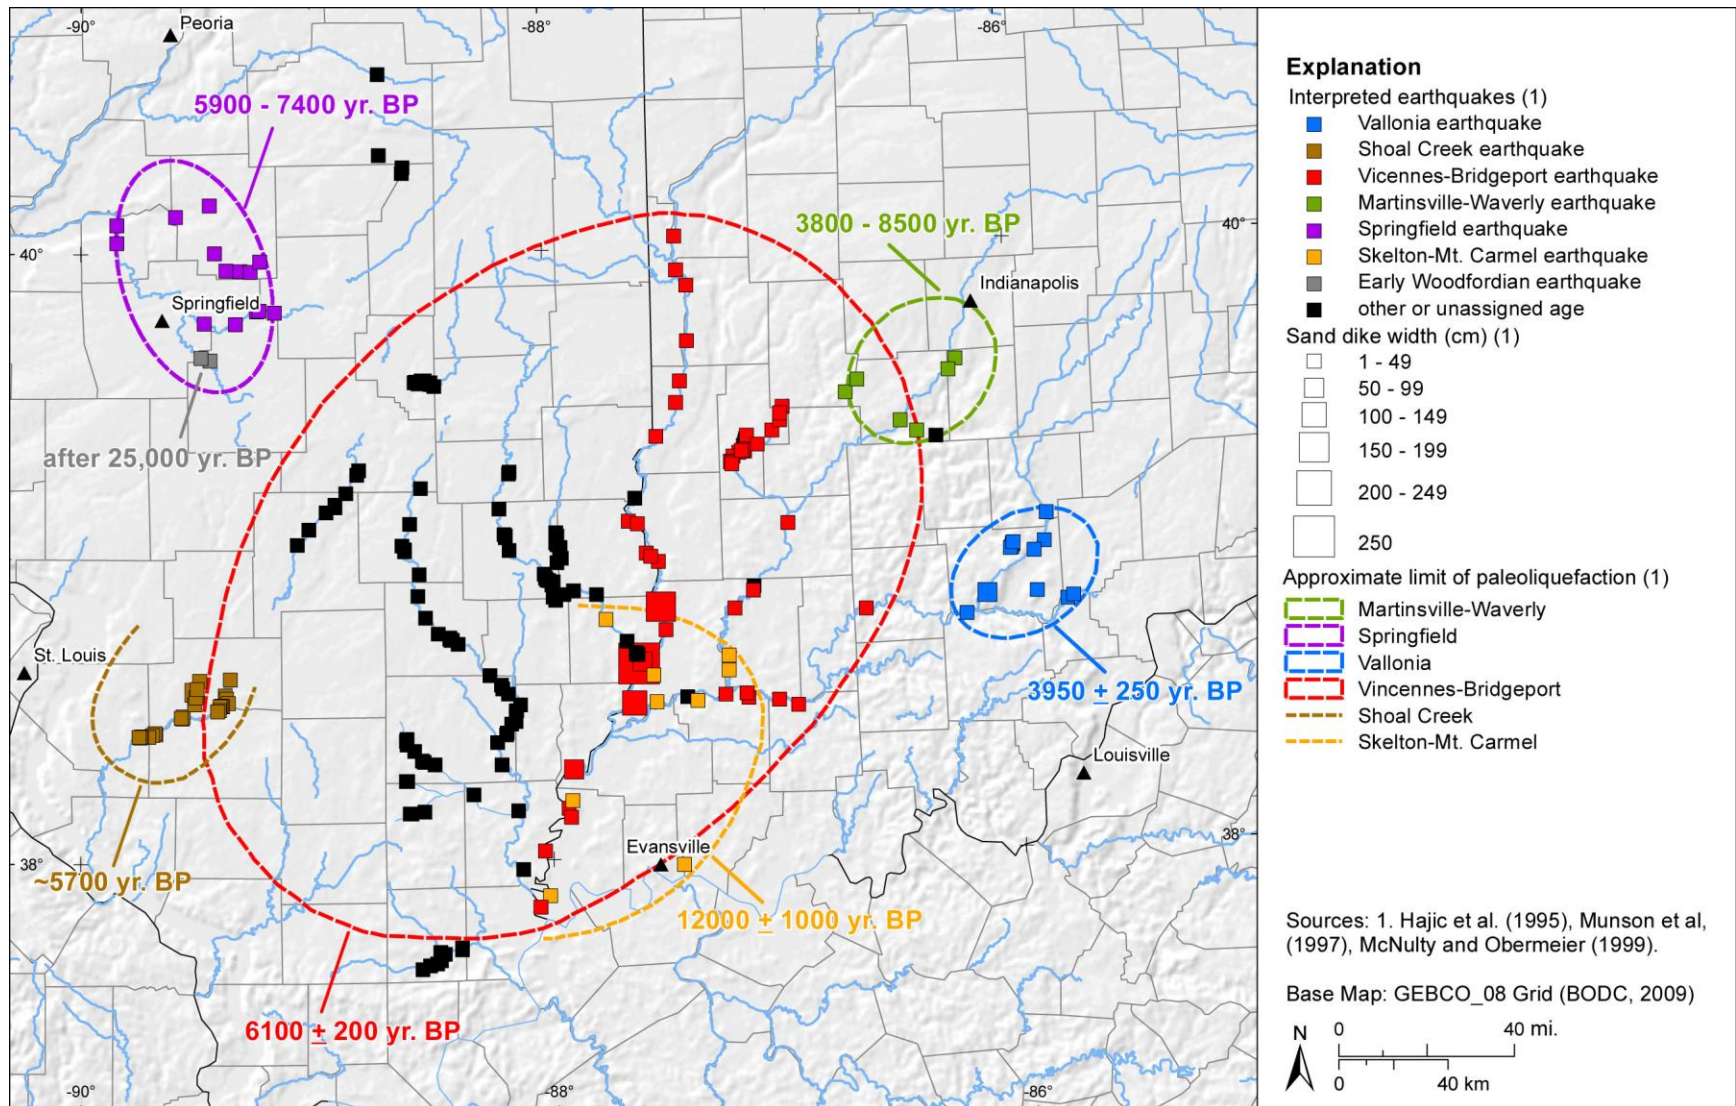 -90°
Peoria
-88°
-86°
5900 - 7400 yr. BP
3800 - 8500 yr. BP
40°
40°
Indianapolis
Springfield
after 25,000 yr. BP
St. Louis
3950 ± 250 yr. BP
Louisville
38°
Evansville
38°
~5700 yr. BP
12000 ± 1000 yr. BP
6100 ± 200 yr. BP
-90°
-88°
-86°
Explanation
Interpreted earthquakes (1)
Vallonia earthquake
Shoal Creek earthquake
Vicennes-Bridgeport earthquake
Martinsville-Waverly earthquake
Springfield earthquake
Skelton-Mt. Carmel earthquake
Early Woodfordian earthquake
other or unassigned age
Sand dike width (cm) (1)
1 - 49
50 - 99
100 - 149
150 - 199
200 - 249
250
Approximate limit of paleoliquefaction (1)
Martinsville-Waverly
Springfield
Vallonia
Vincennes-Bridgeport
Shoal Creek
Skelton-Mt. Carmel
Sources: 1. Hajic et al. (1995), Munson et al,
(1997), McNulty and Obermeier (1999).
Base Map: GEBCO_08 Grid (BODC, 2009)
N
0 40 mi.
0 40 km